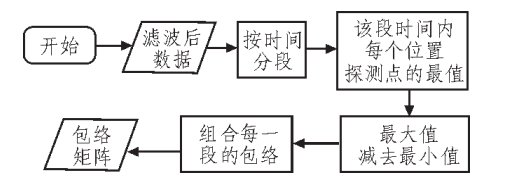 开始
滤波后
数据
按时间
分段
该段时间内
每个位置
探测点的最值
最大值
减去最小值
组合每一
段的包络
包络
矩阵